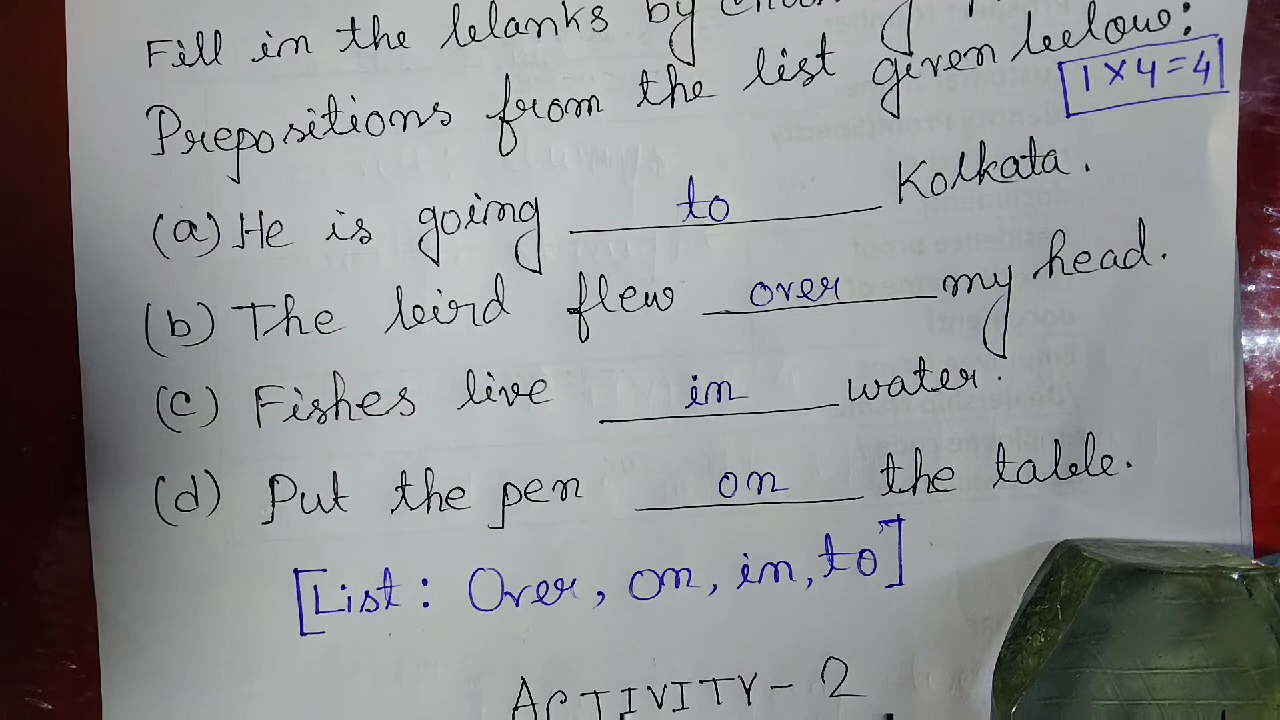 Fill in the blanks by
Prepositions from the list given below:
1 × 4 = 4
(a) He is going to Kolkata.
(b) The bird flew over my head.
(c) Fishes live in water.
(d) Put the pen on the table.
[List: Over, on, in, to]
ACTIVITY - 2